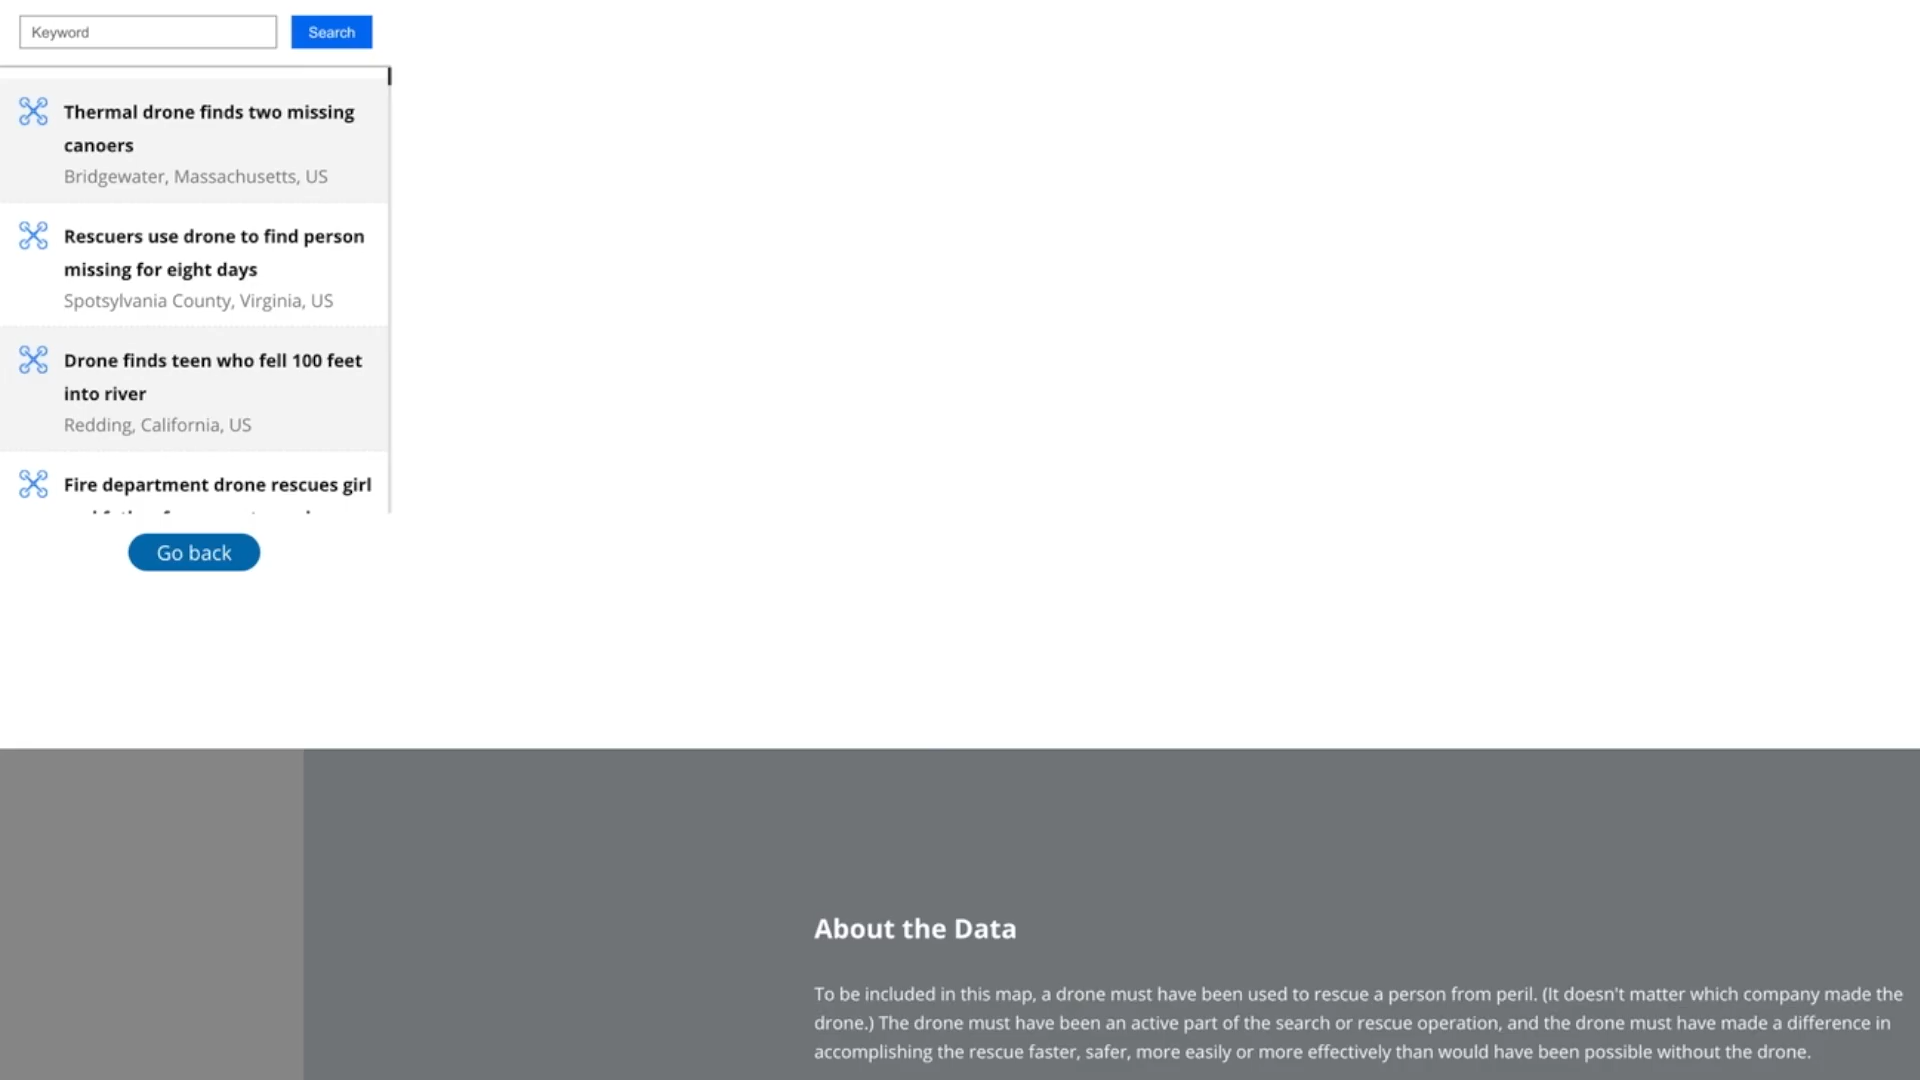 Keyword
Search
Thermal drone finds two missing
canoers
Bridgewater, Massachusetts, US
Rescuers use drone to find person
missing for eight days
Spotsylvania County, Virginia, US
Drone finds teen who fell 100 feet
into river
Redding, California, US
Fire department drone rescues girl
Go back
About the Data
To be included in this map, a drone must have been used to rescue a person from peril. (It doesn't matter which company made the
drone.) The drone must have been an active part of the search or rescue operation, and the drone must have made a difference in
accomplishing the rescue faster, safer, more easily or more effectively than would have been possible without the drone.